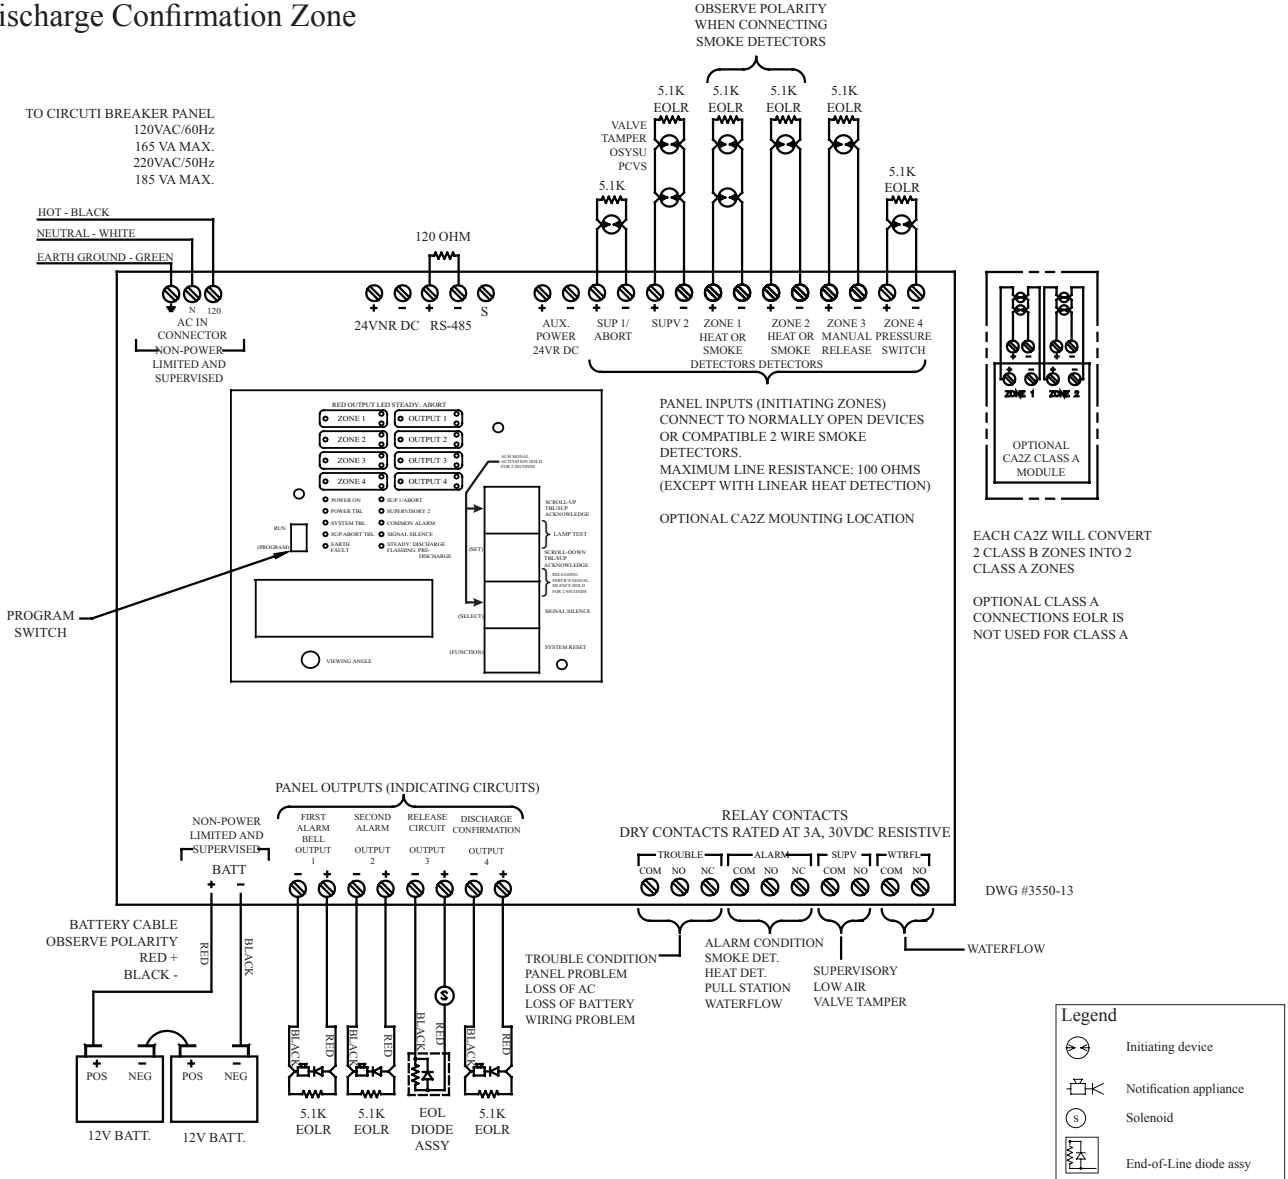 ischarge Confirmation Zone
OBSERVE POLARITY
WHEN CONNECTING
SMOKE DETECTORS
TO CIRCUTI BREAKER PANEL
120VAC/60Hz
165 VA MAX.
220VAC/50Hz
185 VA MAX.
HOT - BLACK
NEUTRAL - WHITE
EARTH GROUND - GREEN
120 OHM
VALVE
TAMPER
OSYSU
PCVS
5.1K
5.1K
EOLR
5.1K
EOLR
5.1K
EOLR
5.1K
EOLR
5.1K
EOLR
N 120
AC IN
CONNECTOR
NON-POWER
LIMITED AND
SUPERVISED
+ - + - S
24VNR DC RS-485
+ - + - + - + - + - + - + -
AUX.
POWER
24VR DC
SUP 1/
ABORT
SUPV 2
ZONE 1
HEAT OR
SMOKE
DETECTORS
ZONE 2
HEAT OR
SMOKE
DETECTORS
ZONE 3
MANUAL
RELEASE
ZONE 4
PRESSURE
SWITCH
PANEL INPUTS (INITIATING ZONES)
CONNECT TO NORMALLY OPEN DEVICES
OR COMPATIBLE 2 WIRE SMOKE
DETECTORS.
MAXIMUM LINE RESISTANCE: 100 OHMS
(EXCEPT WITH LINEAR HEAT DETECTION)
OPTIONAL CA2Z MOUNTING LOCATION
+ - + -
+ - + -
ZONE 1 ZONE 2
OPTIONAL
CA2Z CLASS A
MODULE
EACH CA2Z WILL CONVERT
2 CLASS B ZONES INTO 2
CLASS A ZONES
OPTIONAL CLASS A
CONNECTIONS EOLR IS
NOT USED FOR CLASS A
RED OUTPUT LED STEADY: ABORT
ZONE 1 OUTPUT 1
ZONE 2 OUTPUT 2
ZONE 3 OUTPUT 3
ZONE 4 OUTPUT 4
POWER ON SUP 1/ABORT
POWER TBL SUPERVISORY 2
SYSTEM TBL COMMON ALARM
SUP/ABORT TBL SIGNAL SILENCE
EARTH
FAULT
STEADY: DISCHARGE
FLASHING: PRE-
DISCHARGE
RUN
(PROGRAM)
PROGRAM
SWITCH
VIEWING ANGLE
ALM SIGNAL
ACTIVATION HOLD
FOR 2 SECONDS
(SET)
(SELECT)
(FUNCTION)
SCROLL-UP
TBL/SUP
ACKNOWLEDGE
LAMP TEST
SCROLL-DOWN
TBL/SUP
ACKNOWLEDGE
RELEASING
SERVICE SIGNAL
SILENCE HOLD
FOR 2 SECONDS
SIGNAL SILENCE
SYSTEM RESET
PANEL OUTPUTS (INDICATING CIRCUITS)
NON-POWER
LIMITED AND
SUPERVISED
BATT
+ -
FIRST
ALARM
BELL
OUTPUT
1
SECOND
ALARM
OUTPUT
2
RELEASE
CIRCUIT
OUTPUT
3
DISCHARGE
CONFIRMATION
OUTPUT
4
- + - + - + - +
RELAY CONTACTS
DRY CONTACTS RATED AT 3A, 30VDC RESISTIVE
TROUBLE ALARM SUPV WTRFL
COM NO NC COM NO NC COM NO COM NO
DWG #3550-13
BATTERY CABLE
OBSERVE POLARITY
RED +
BLACK -
RED
BLACK
+ - + -
POS NEG POS NEG
12V BATT. 12V BATT.
BLACK RED
5.1K
EOLR
BLACK RED
5.1K
EOLR
S
BLACK RED
EOL
DIODE
ASSY
BLACK RED
5.1K
EOLR
TROUBLE CONDITION
PANEL PROBLEM
LOSS OF AC
LOSS OF BATTERY
WIRING PROBLEM
ALARM CONDITION
SMOKE DET.
HEAT DET.
PULL STATION
WATERFLOW
SUPERVISORY
LOW AIR
VALVE TAMPER
WATERFLOW
Legend
Initiating device
Notification appliance
S Solenoid
End-of-Line diode assy